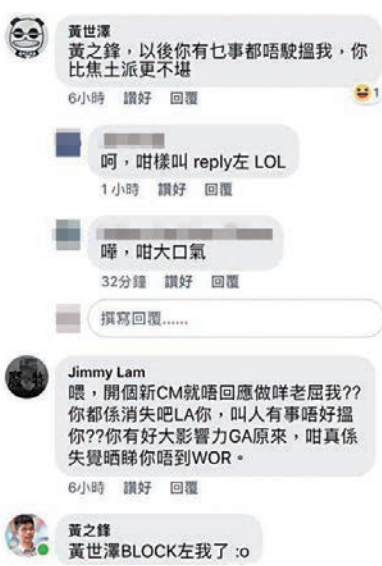 黃世澤
黃之鋒，以後你有乜事都唔駛搵我，你
比焦土派更不堪
6小時 讚好 回覆
1
呵，咁樣叫 reply左 LOL
1小時 讚好 回覆
嘩，咁大口氣
32分鐘 讚好 回覆
撰寫回覆......
Jimmy Lam
喂，開個新CM就唔回應做咩老屈我??
你都係消失吧LA你，叫人有事唔好搵
你??你有好大影響力GA原來，咁真係
失覺晒睇你唔到WOR。
6小時 讚好 回覆
黃之鋒
黃世澤BLOCK左我了 :o